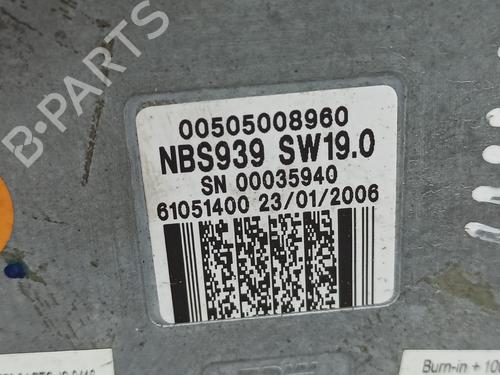 B-PARTS
00505008960
NBS939 SW19.0
SN 00035940
61051400 23/01/2006
Burn-in + 10